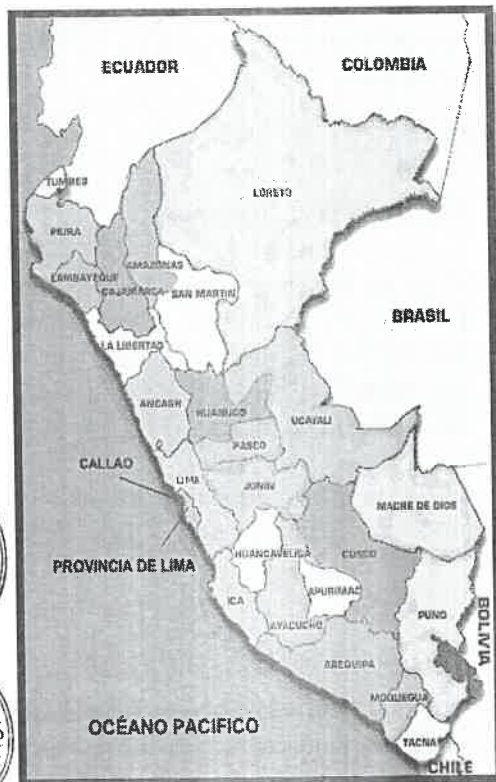 ECUADOR
COLOMBIA
TUMBES
LORETO
PIURA
AMAZONAS
LAMBAYEQUE
CAJAMARCA
SAN MARTIN
BRASIL
LA LIBERTAD
ANCASH
HUANUCO
UCAYALI
PASCO
CALLAO
LIMA
JUNIN
MADRE DE DIOS
PROVINCIA DE LIMA
HUANCAVELICA
CUSCO
APURIMAC
ICA
PUNO
BOLIVIA
AYACUCHO
AREQUIPA
MOQUEGUA
OCÉANO PACIFICO
TACNA
CHILE